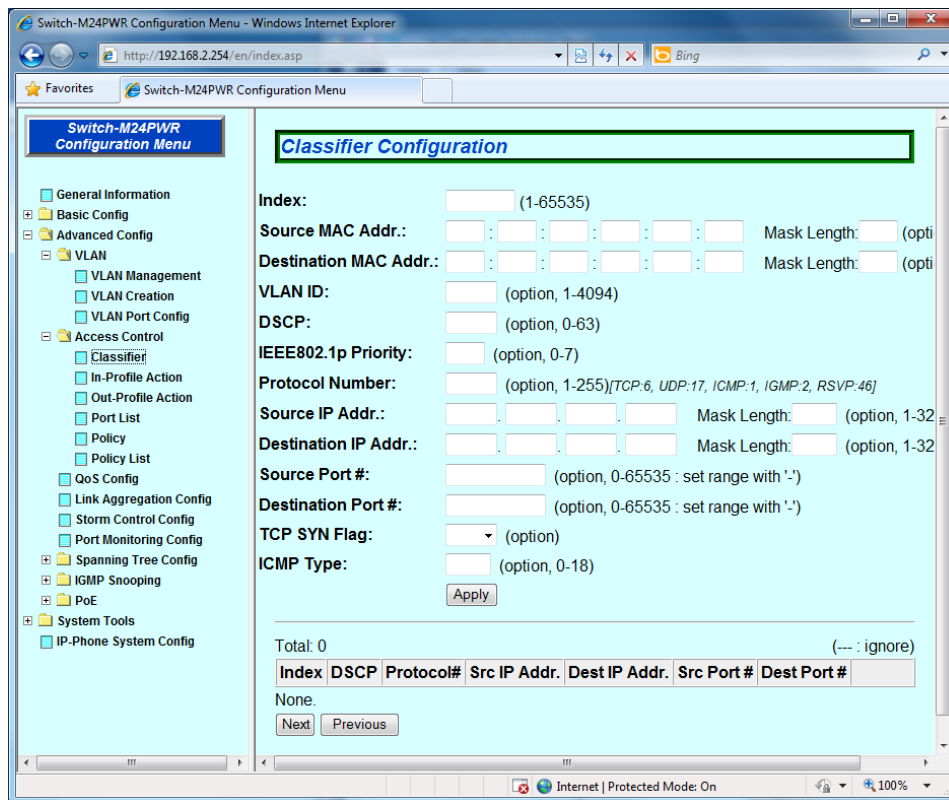 Switch-M24PWR Configuration Menu - Windows Internet Explorer
http://192.168.2.254/en/index.asp
Bing
Favorites
Switch-M24PWR Configuration Menu
Switch-M24PWR
Configuration Menu
General Information
Basic Config
Advanced Config
VLAN
VLAN Management
VLAN Creation
VLAN Port Config
Access Control
Classifier
In-Profile Action
Out-Profile Action
Port List
Policy
Policy List
QoS Config
Link Aggregation Config
Storm Control Config
Port Monitoring Config
Spanning Tree Config
IGMP Snooping
PoE
System Tools
IP-Phone System Config
Classifier Configuration
Index: (1-65535)
Source MAC Addr.: : : : : : Mask Length: (opti
Destination MAC Addr.: : : : : : Mask Length: (opti
VLAN ID: (option, 1-4094)
DSCP: (option, 0-63)
IEEE802.1p Priority: (option, 0-7)
Protocol Number: (option, 1-255)[TCP:6, UDP:17, ICMP:1, IGMP:2, RSVP:46]
Source IP Addr.: . . . Mask Length: (option, 1-32
Destination IP Addr.: . . . Mask Length: (option, 1-32
Source Port #: (option, 0-65535 : set range with '-')
Destination Port #: (option, 0-65535 : set range with '-')
TCP SYN Flag: (option)
ICMP Type: (option, 0-18)
Apply
Total: 0 (--- : ignore)
Index DSCP Protocol# Src IP Addr. Dest IP Addr. Src Port # Dest Port #
None.
Next Previous
Internet | Protected Mode: On 100%